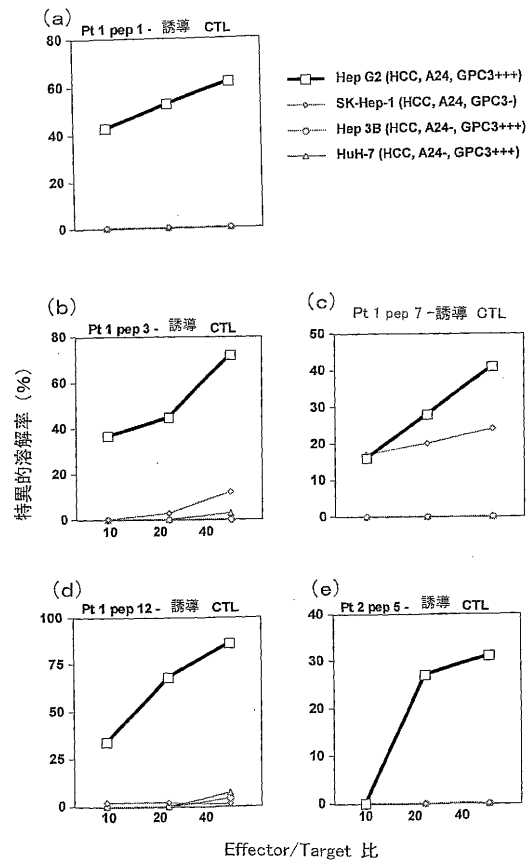 (a)
Pt 1 pep 1 - 誘導 CTL
80
60
40
20
0
Hep G2 (HCC, A24, GPC3+++)
SK-Hep-1 (HCC, A24, GPC3-)
Hep 3B (HCC, A24-, GPC3+++)
HuH-7 (HCC, A24-, GPC3+++)
(b)
Pt 1 pep 3 - 誘導 CTL
80
60
40
20
0
10 20 40
(c)
Pt 1 pep 7 -誘導 CTL
50
40
30
20
10
0
特異的溶解率 (%)
(d)
Pt 1 pep 12 - 誘導 CTL
100
75
50
25
0
10 20 40
(e)
Pt 2 pep 5 - 誘導 CTL
40
30
20
10
0
10 20 40
Effector/Target 比